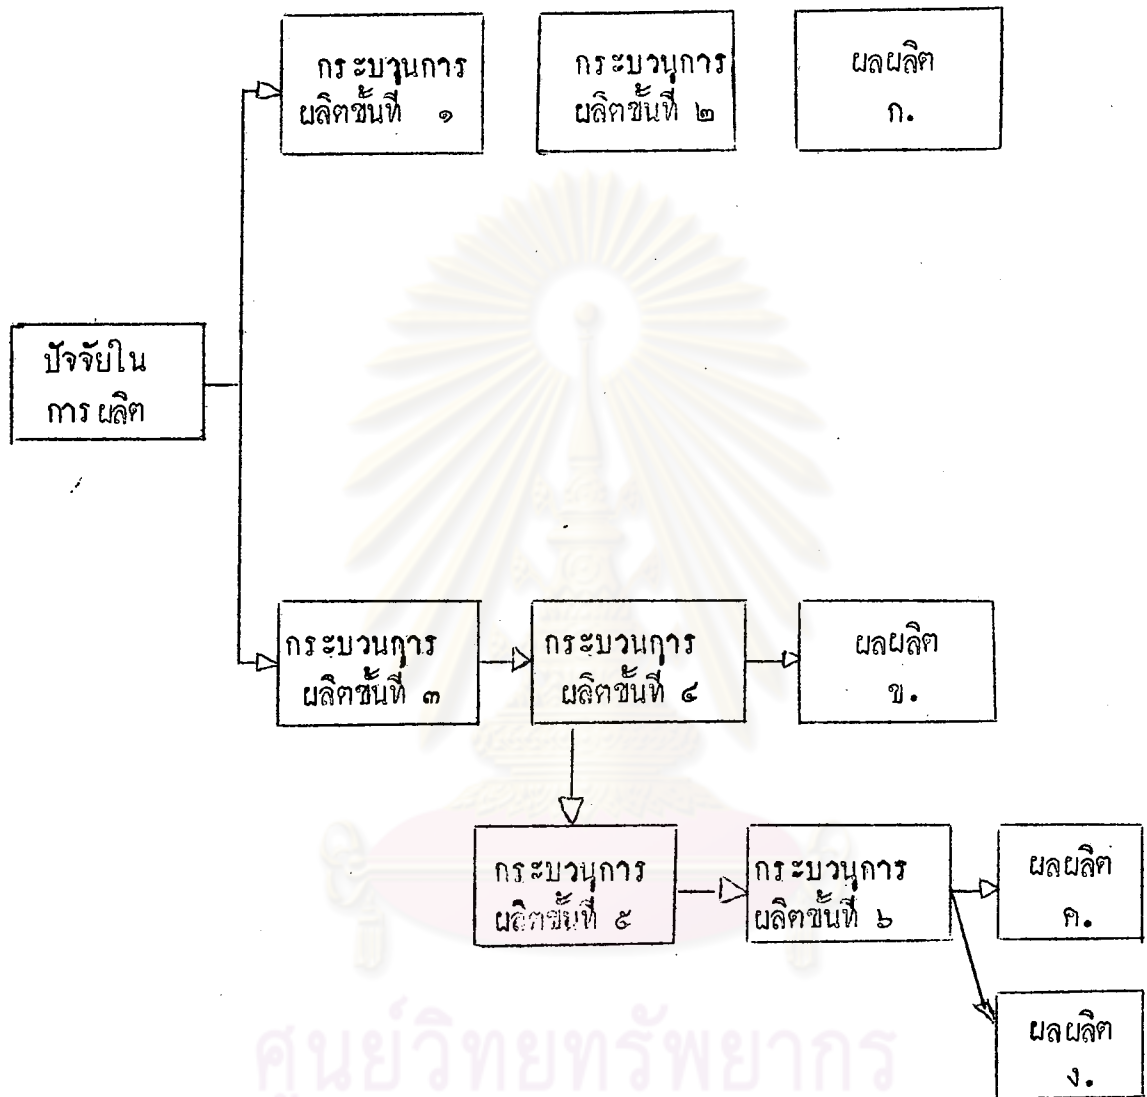 กระบวนการ
ผลิตขั้นที่ ๑
กระบวนการ
ผลิตขั้นที่ ๒
ผลผลิต
ก.
ปัจจัยใน
การผลิต
กระบวนการ
ผลิตขั้นที่ ๓
กระบวนการ
ผลิตขั้นที่ ๔
ผลผลิต
ข.
กระบวนการ
ผลิตขั้นที่ ๕
กระบวนการ
ผลิตขั้นที่ ๖
ผลผลิต
ค.
ผลผลิต
ง.
ศูนย์วิทยทรัพยากร